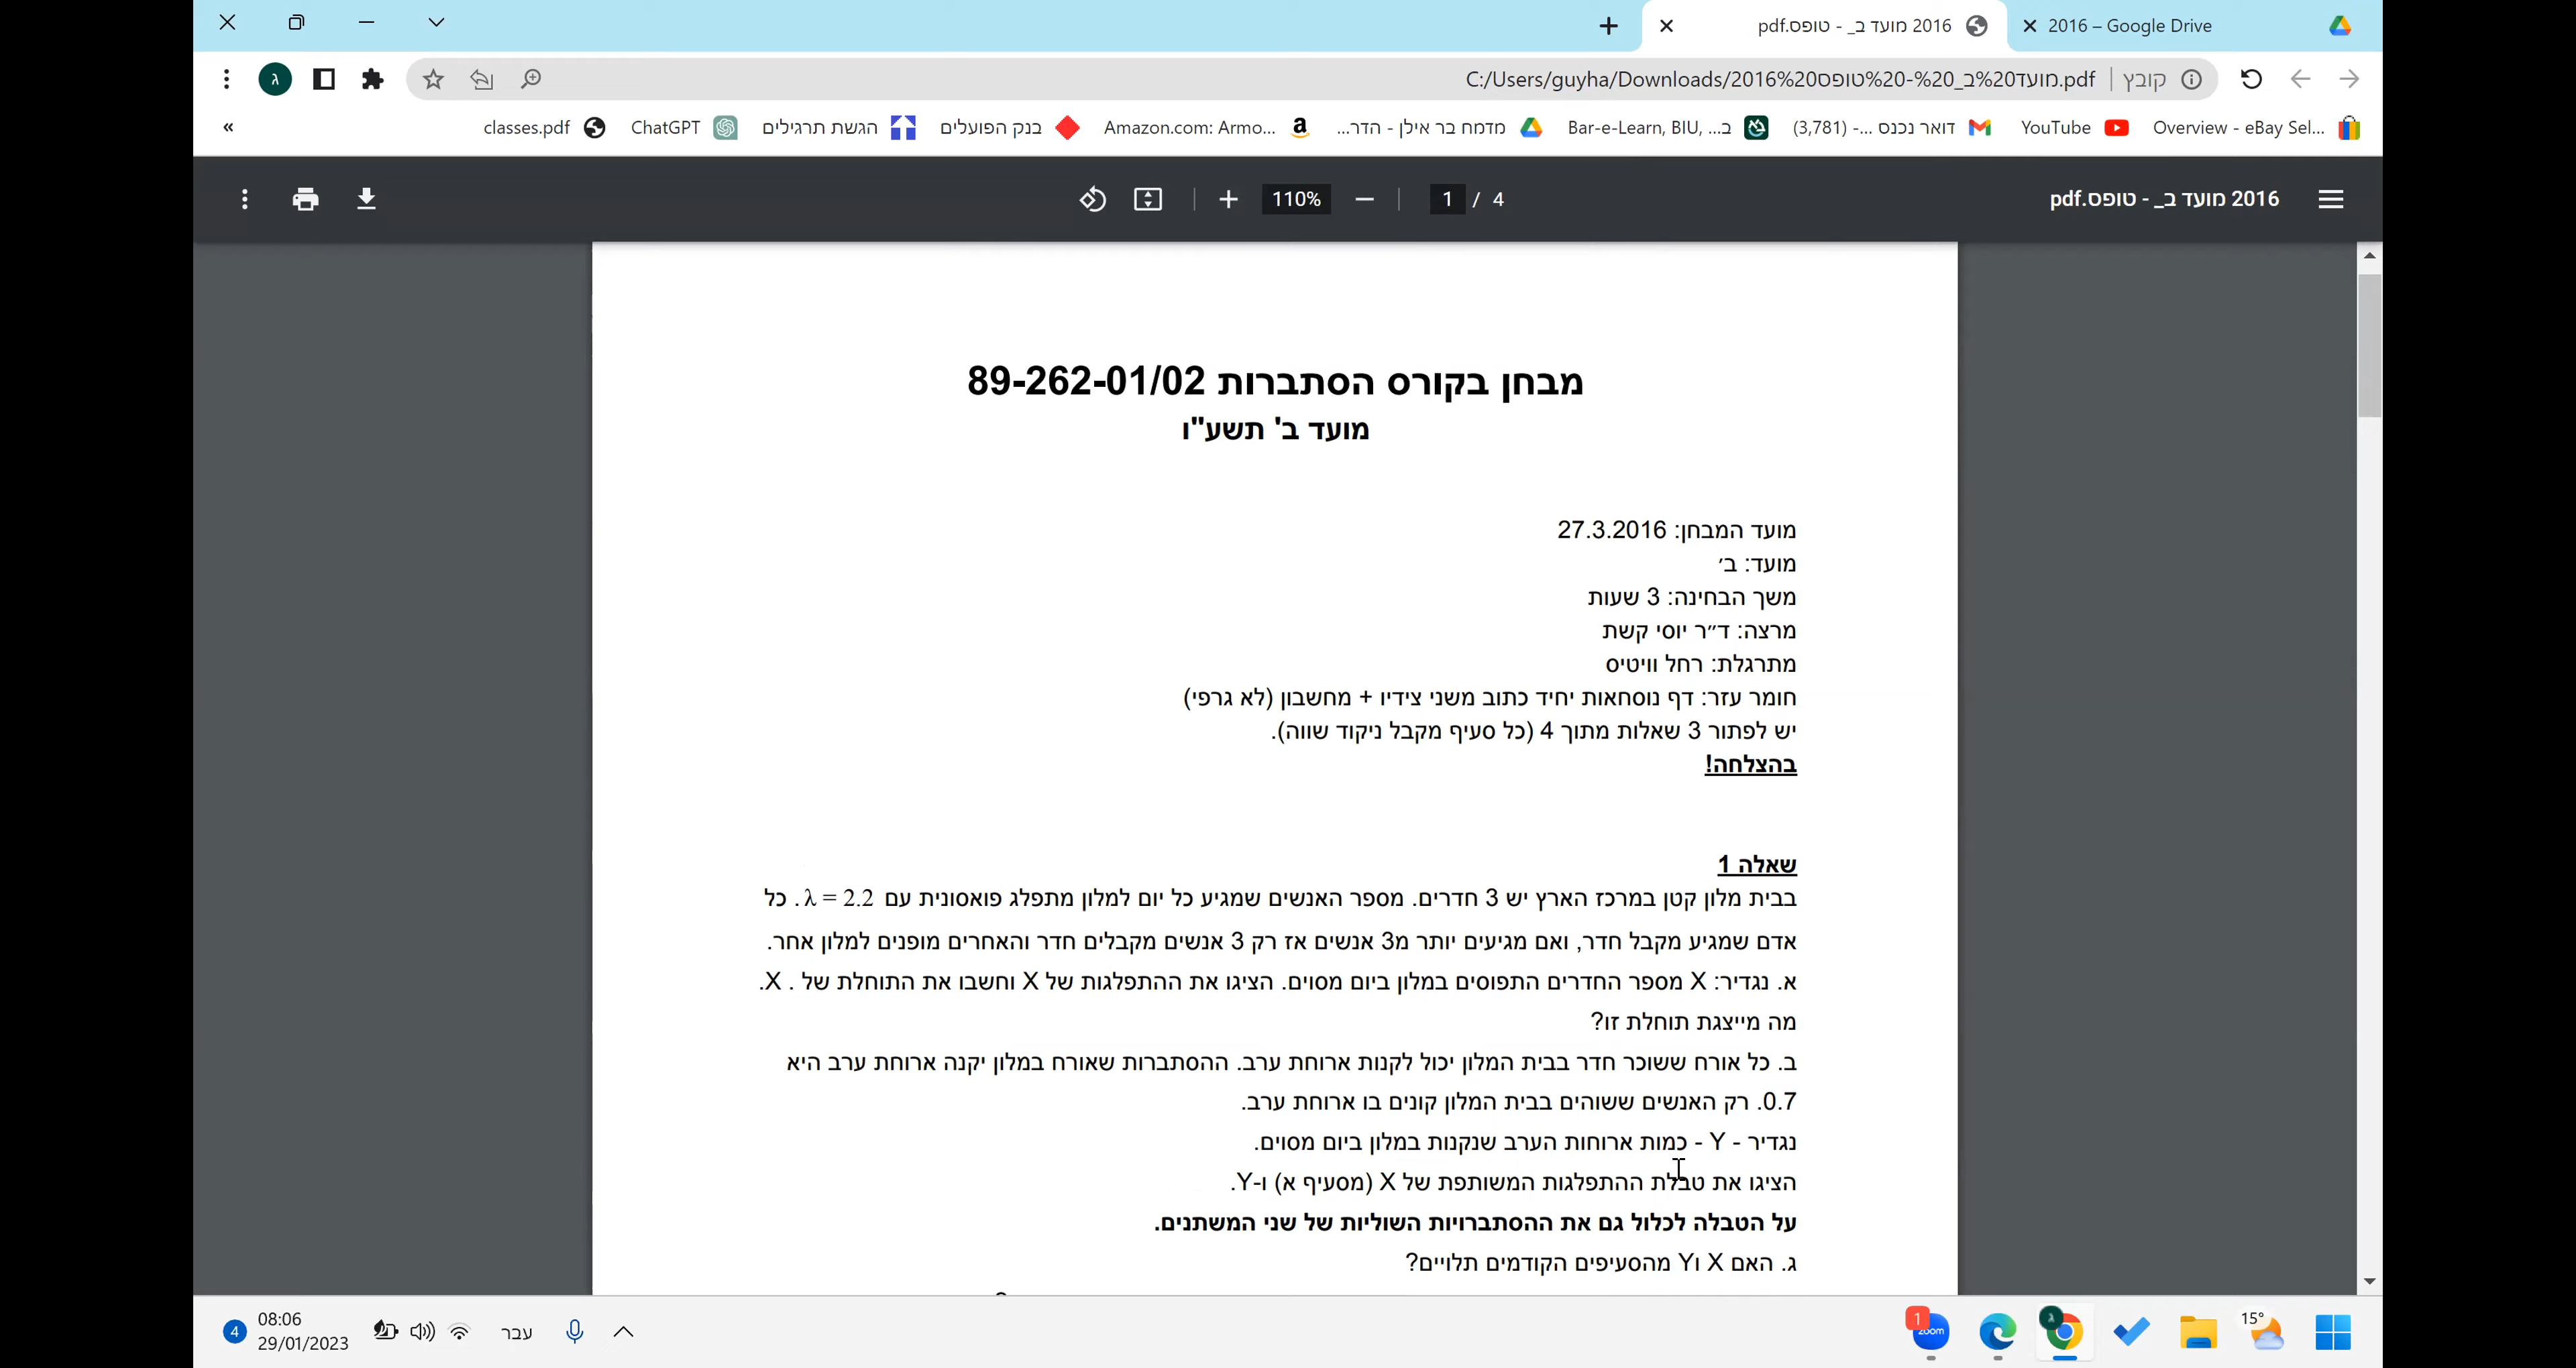 2016 – Google Drive
2016 מועד ב_ - טופס.pdf
קובץ | C:/Users/guyha/Downloads/2016%20מועד%20ב_%20-%20טופס.pdf
Overview - eBay Sel...
YouTube
דואר נכנס ...- (3,781)
Bar-e-Learn, BIU, ...ב
מדמח בר אילן - הדר...
Amazon.com: Armo...
בנק הפועלים
הגשת תרגילים
ChatGPT
classes.pdf
»
2016 מועד ב_ - טופס.pdf
1 / 4
110%
מבחן בקורס הסתברות 89-262-01/02
מועד ב' תשע"ו
מועד המבחן: 27.3.2016
מועד: ב׳
משך הבחינה: 3 שעות
מרצה: ד״ר יוסי קשת
מתרגלת: רחל וויטיס
חומר עזר: דף נוסחאות יחיד כתוב משני צידיו + מחשבון (לא גרפי)
יש לפתור 3 שאלות מתוך 4 (כל סעיף מקבל ניקוד שווה).
בהצלחה!
שאלה 1
בבית מלון קטן במרכז הארץ יש 3 חדרים. מספר האנשים שמגיע כל יום למלון מתפלג פואסונית עם λ = 2.2 . כל
אדם שמגיע מקבל חדר, ואם מגיעים יותר מ3 אנשים אז רק 3 אנשים מקבלים חדר והאחרים מופנים למלון אחר.
א. נגדיר: X מספר החדרים התפוסים במלון ביום מסוים. הציגו את ההתפלגות של X וחשבו את התוחלת של . X.
מה מייצגת תוחלת זו?
ב. כל אורח ששוכר חדר בבית המלון יכול לקנות ארוחת ערב. ההסתברות שאורח במלון יקנה ארוחת ערב היא
0.7. רק האנשים ששוהים בבית המלון קונים בו ארוחת ערב.
נגדיר - Y - כמות ארוחות הערב שנקנות במלון ביום מסוים.
הציגו את טבלת ההתפלגות המשותפת של X (מסעיף א) ו-Y.
על הטבלה לכלול גם את ההסתברויות השוליות של שני המשתנים.
ג. האם X וY מהסעיפים הקודמים תלויים?
15°
1
zoom
עבר
08:06
29/01/2023
4